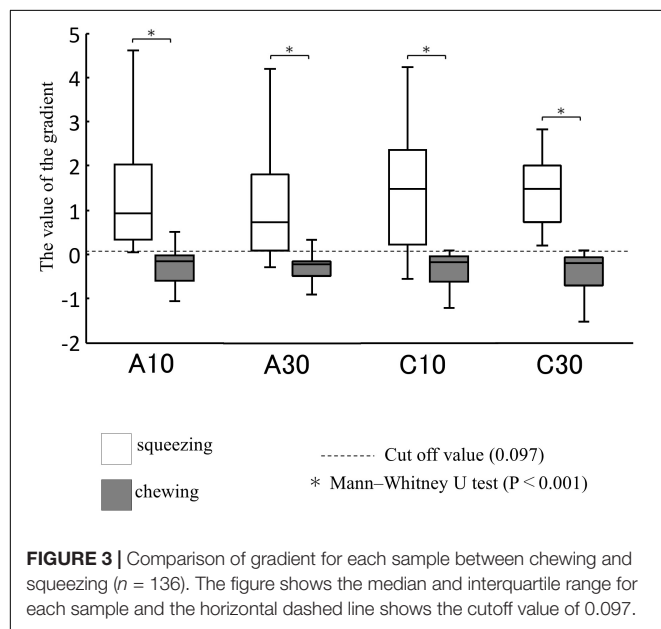 5
4
3
2
1
0
-1
-2
The value of the gradient
*
*
*
*
A10 A30 C10 C30
squeezing
chewing
Cut off value (0.097)
* Mann–Whitney U test (P < 0.001)
FIGURE 3 | Comparison of gradient for each sample between chewing and
squeezing (n = 136). The figure shows the median and interquartile range for
each sample and the horizontal dashed line shows the cutoff value of 0.097.